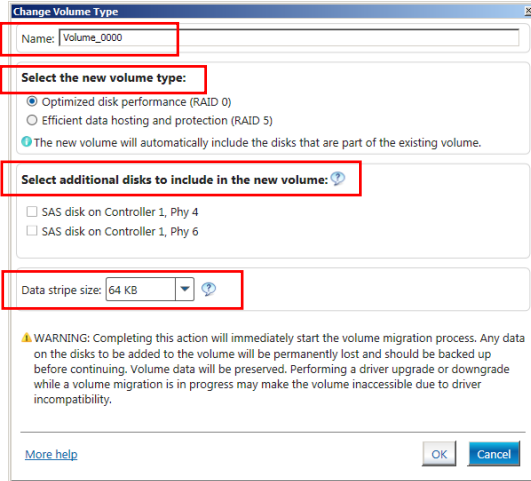 Change Volume Type
Name: Volume_0000
Select the new volume type:
Optimized disk performance (RAID 0)
Efficient data hosting and protection (RAID 5)
The new volume will automatically include the disks that are part of the existing volume.
Select additional disks to include in the new volume:
SAS disk on Controller 1, Phy 4
SAS disk on Controller 1, Phy 6
Data stripe size: 64 KB
WARNING: Completing this action will immediately start the volume migration process. Any data
on the disks to be added to the volume will be permanently lost and should be backed up
before continuing. Volume data will be preserved. Performing a driver upgrade or downgrade
while a volume migration is in progress may make the volume inaccessible due to driver
incompatibility.
More help
OK
Cancel